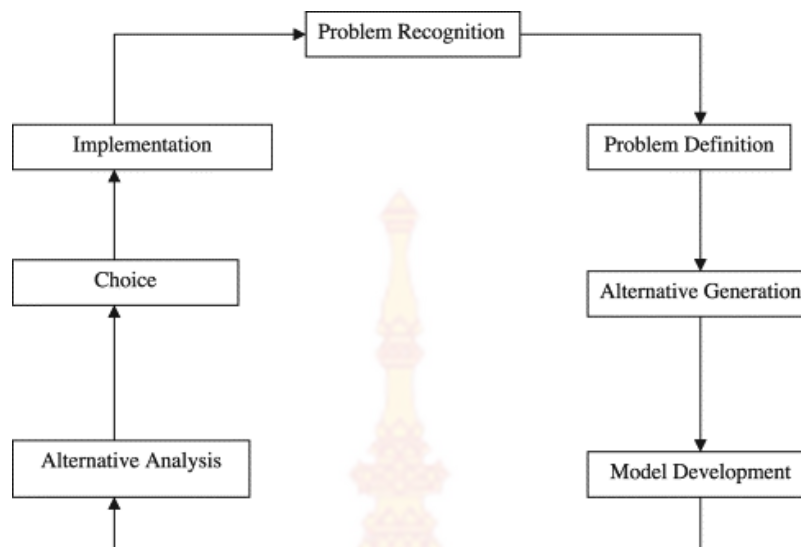 Problem Recognition
Implementation
Problem Definition
Choice
Alternative Generation
Alternative Analysis
Model Development